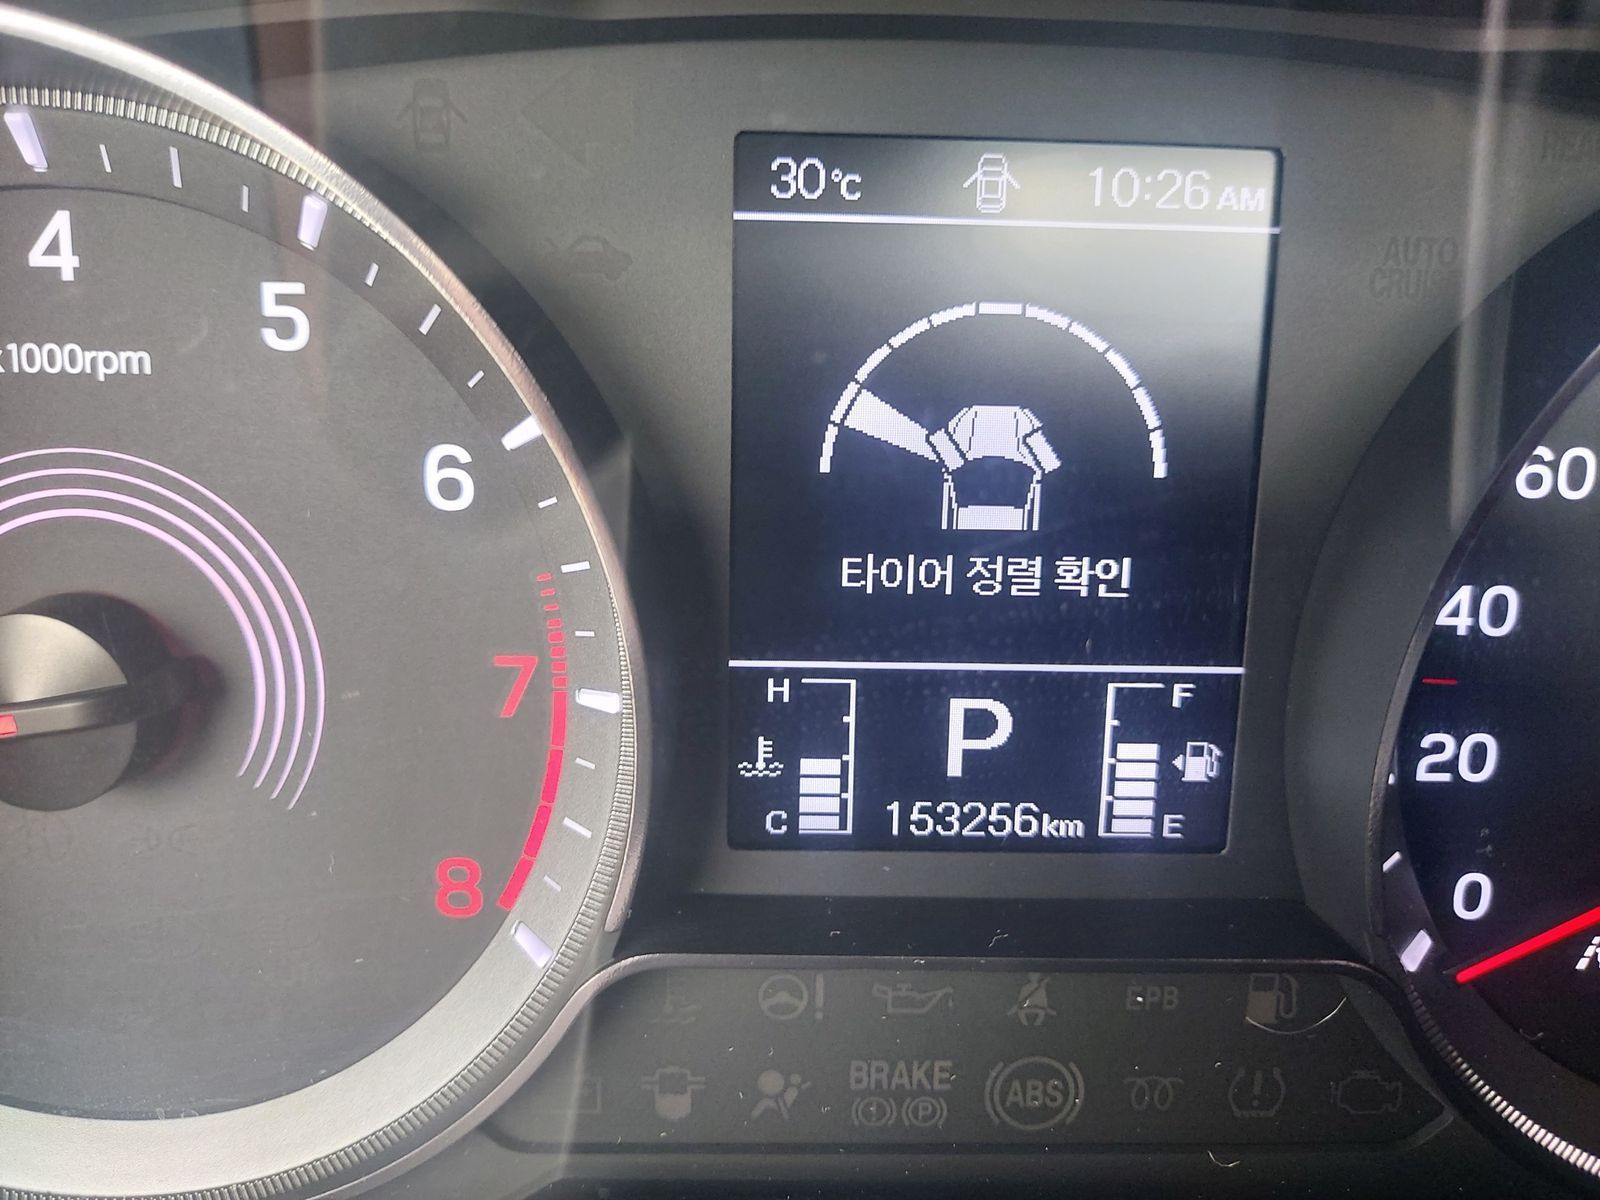 30℃ 10:26 AM
AUTO
CRUISE
4
5
x1000rpm
6
7
8
타이어 정렬 확인
H
F
P
C
153256km
E
60
40
20
0
EPB
BRAKE
(P)
ABS